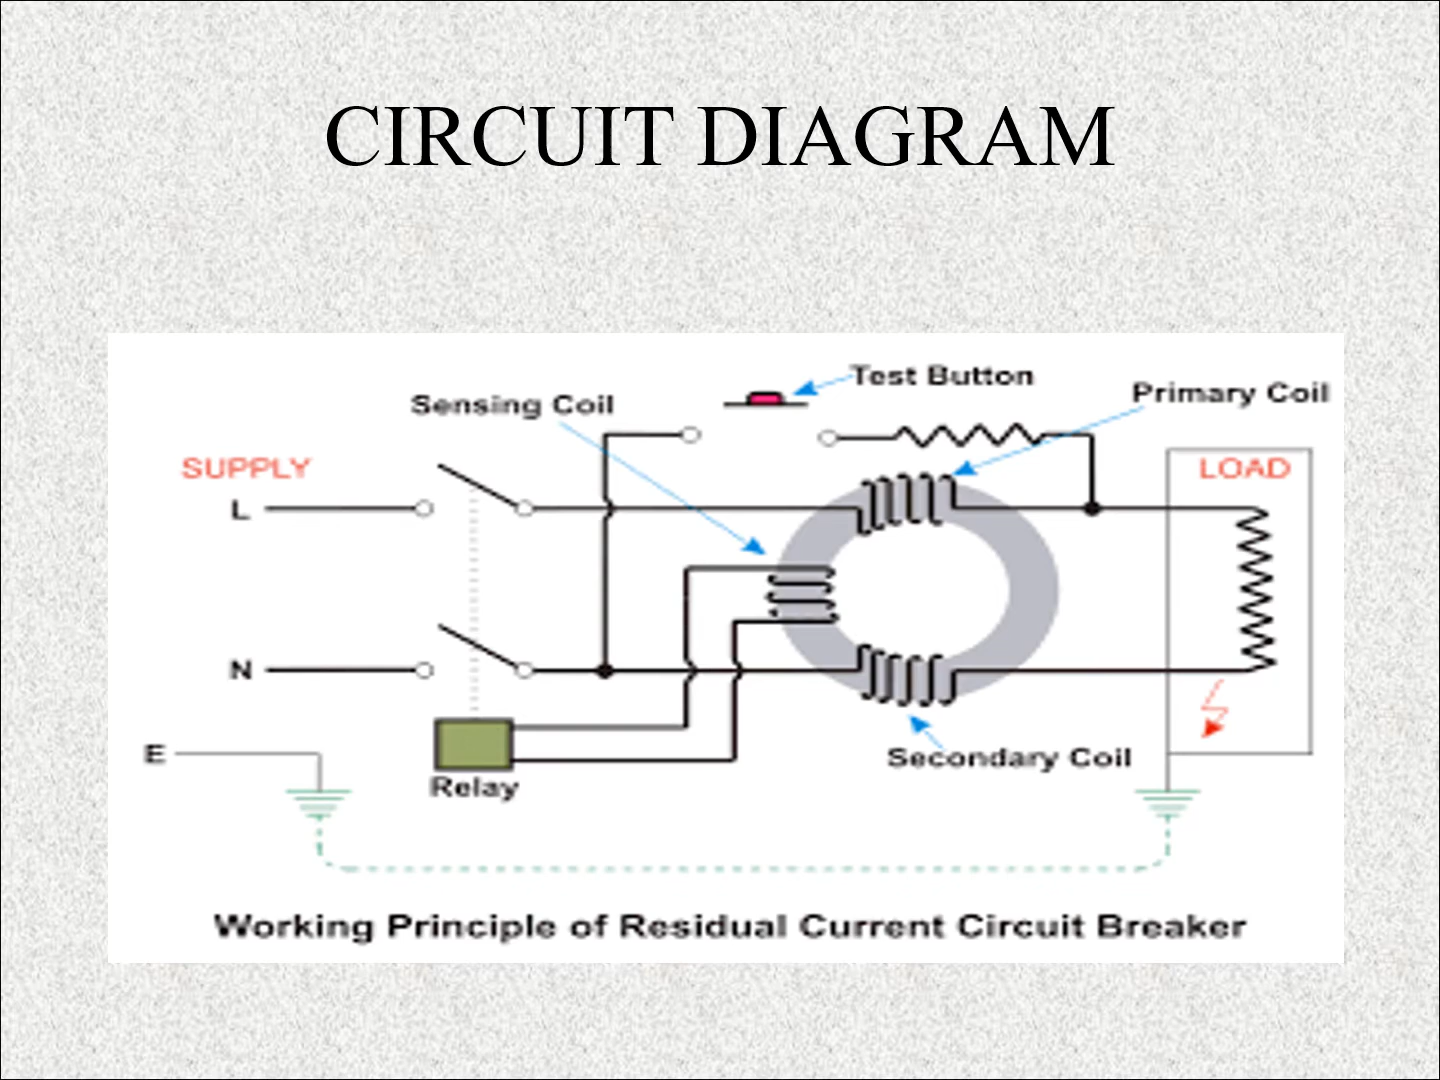 CIRCUIT DIAGRAM
Test Button
Primary Coil
Sensing Coil
SUPPLY
LOAD
L
N
E
Secondary Coil
Relay
Working Principle of Residual Current Circuit Breaker